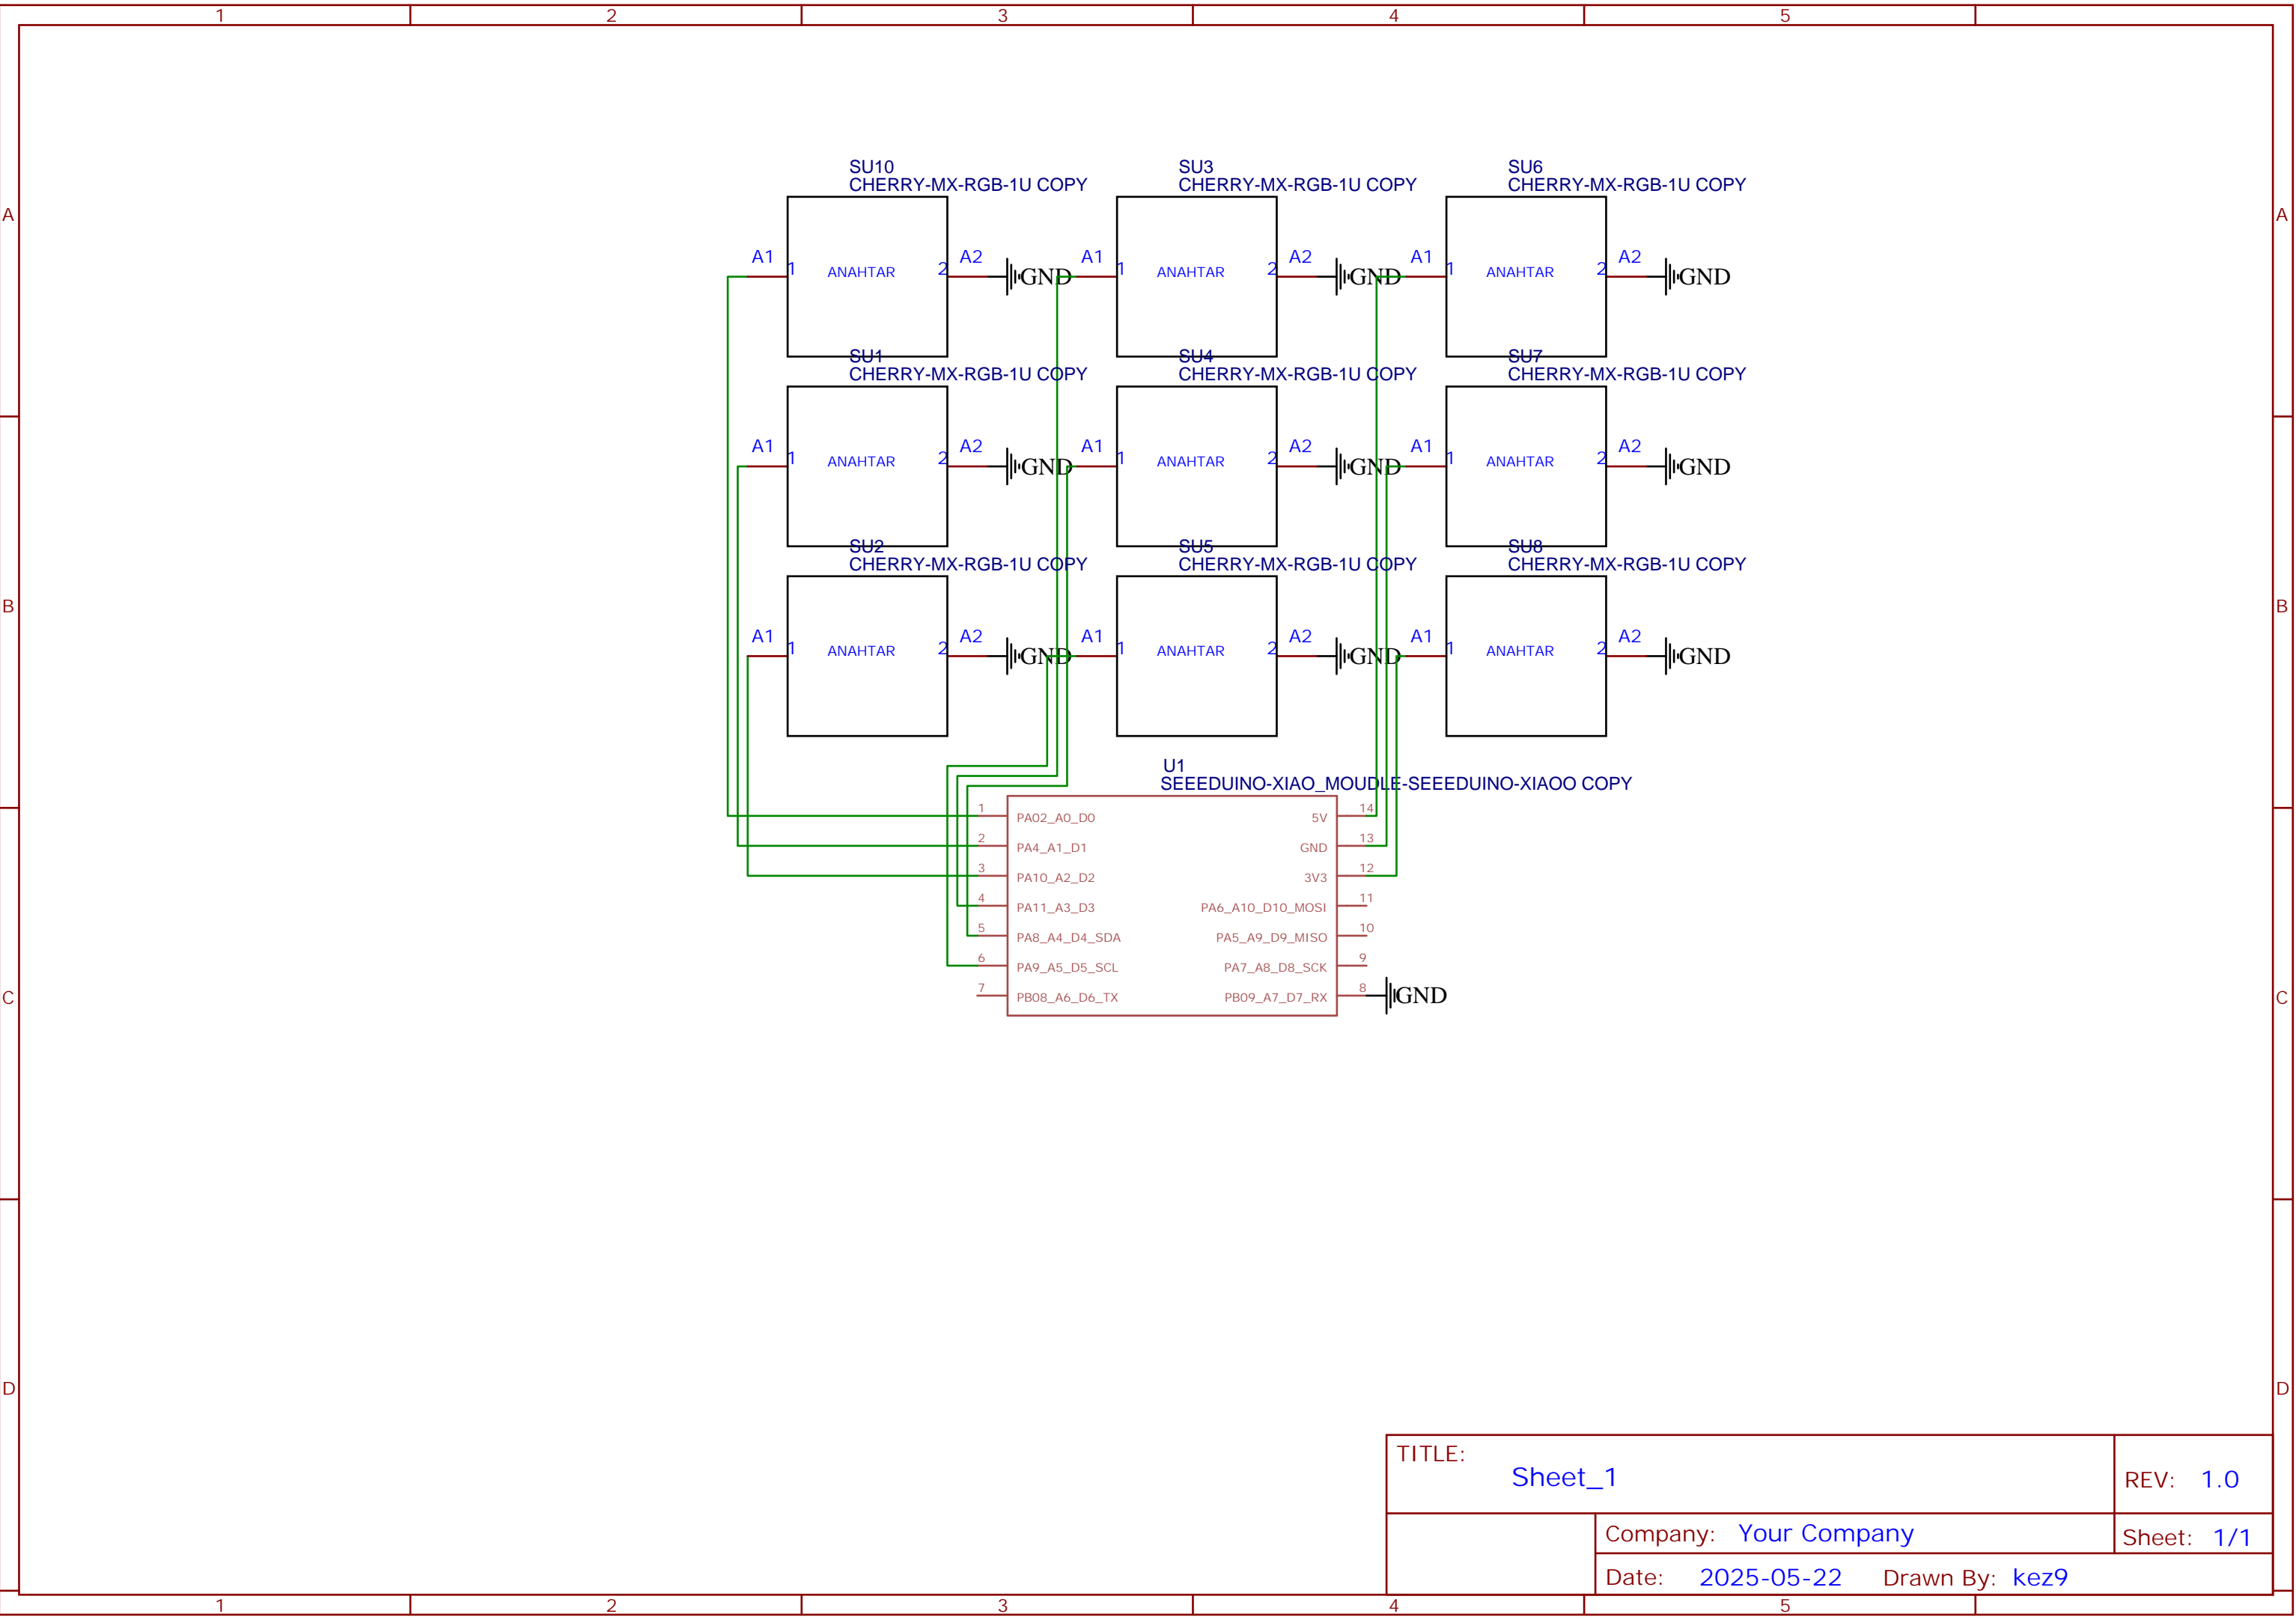 1 2 3 4 5
A A
SU10 SU3 SU6
CHERRY-MX-RGB-1U COPY CHERRY-MX-RGB-1U COPY CHERRY-MX-RGB-1U COPY
A1 1 ANAHTAR 2 A2 GND A1 1 ANAHTAR 2 A2 GND A1 1 ANAHTAR 2 A2 GND
SU1 SU4 SU7
CHERRY-MX-RGB-1U COPY CHERRY-MX-RGB-1U COPY CHERRY-MX-RGB-1U COPY
A1 1 ANAHTAR 2 A2 GND A1 1 ANAHTAR 2 A2 GND A1 1 ANAHTAR 2 A2 GND
SU2 SU5 SU8
CHERRY-MX-RGB-1U COPY CHERRY-MX-RGB-1U COPY CHERRY-MX-RGB-1U COPY
B B
A1 1 ANAHTAR 2 A2 GND A1 1 ANAHTAR 2 A2 GND A1 1 ANAHTAR 2 A2 GND
U1
SEEEDUINO-XIAO_MOUDLE-SEEEDUINO-XIAOO COPY
1 PA02_A0_D0 5V 14
2 PA4_A1_D1 GND 13
3 PA10_A2_D2 3V3 12
4 PA11_A3_D3 PA6_A10_D10_MOSI 11
5 PA8_A4_D4_SDA PA5_A9_D9_MISO 10
6 PA9_A5_D5_SCL PA7_A8_D8_SCK 9
7 PB08_A6_D6_TX PB09_A7_D7_RX 8 GND
C C
D D
TITLE:
Sheet_1
REV: 1.0
Company: Your Company
Sheet: 1/1
Date: 2025-05-22 Drawn By: kez9
1 2 3 4 5